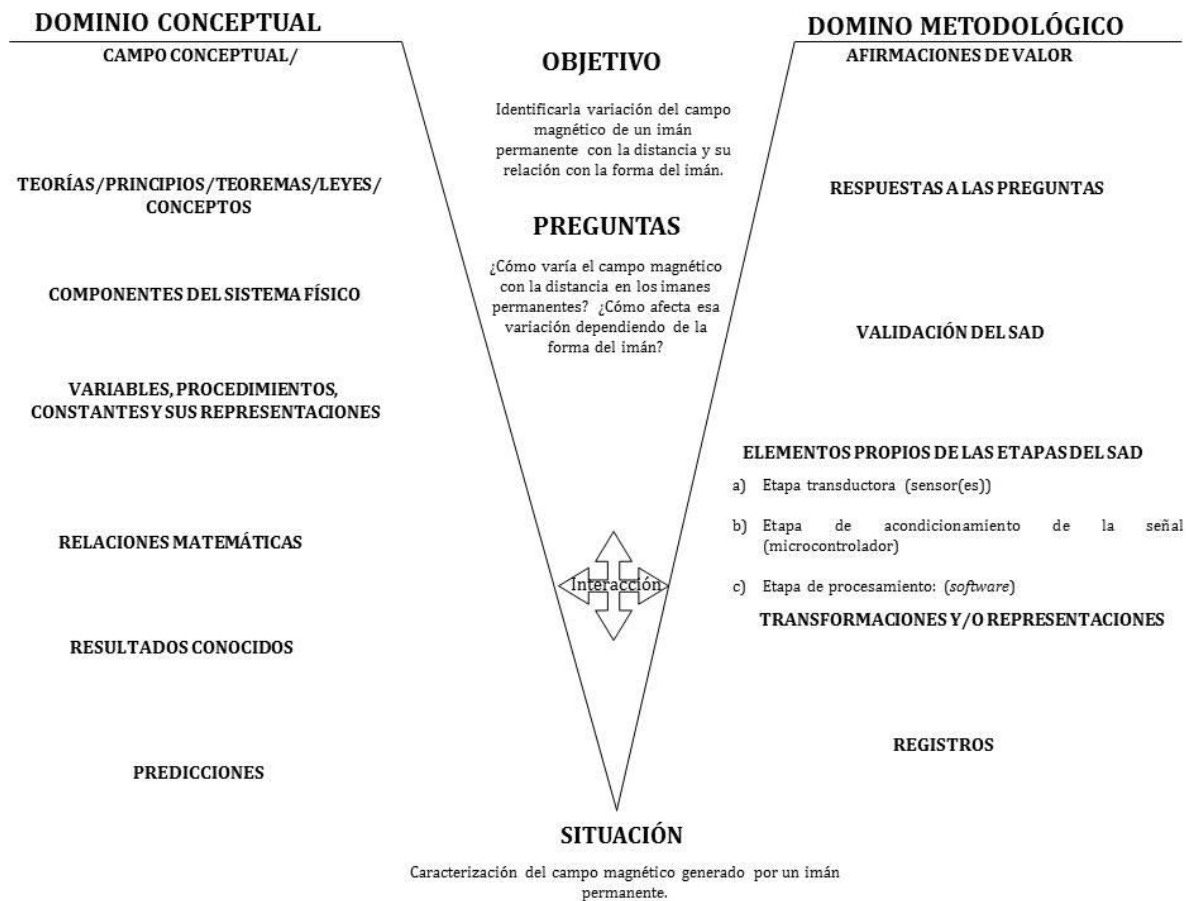 DOMINIO CONCEPTUAL
CAMPO CONCEPTUAL/
TEORÍAS/PRINCIPIOS/TEOREMAS/LEYES/
CONCEPTOS
COMPONENTES DEL SISTEMA FÍSICO
VARIABLES, PROCEDIMIENTOS,
CONSTANTES Y SUS REPRESENTACIONES
RELACIONES MATEMÁTICAS
RESULTADOS CONOCIDOS
PREDICCIONES
OBJETIVO
Identificarla variación del campo
magnético de un imán
permanente con la distancia y su
relación con la forma del imán.
PREGUNTAS
¿Cómo varía el campo magnético
con la distancia en los imanes
permanentes? ¿Cómo afecta esa
variación dependiendo de la
forma del imán?
Interacción
DOMINO METODOLÓGICO
AFIRMACIONES DE VALOR
RESPUESTAS A LAS PREGUNTAS
VALIDACIÓN DEL SAD
ELEMENTOS PROPIOS DE LAS ETAPAS DEL SAD
a) Etapa transductora (sensor(es))
b) Etapa de acondicionamiento de la señal
(microcontrolador)
c) Etapa de procesamiento: (software)
TRANSFORMACIONES Y/O REPRESENTACIONES
REGISTROS
SITUACIÓN
Caracterización del campo magnético generado por un imán
permanente.